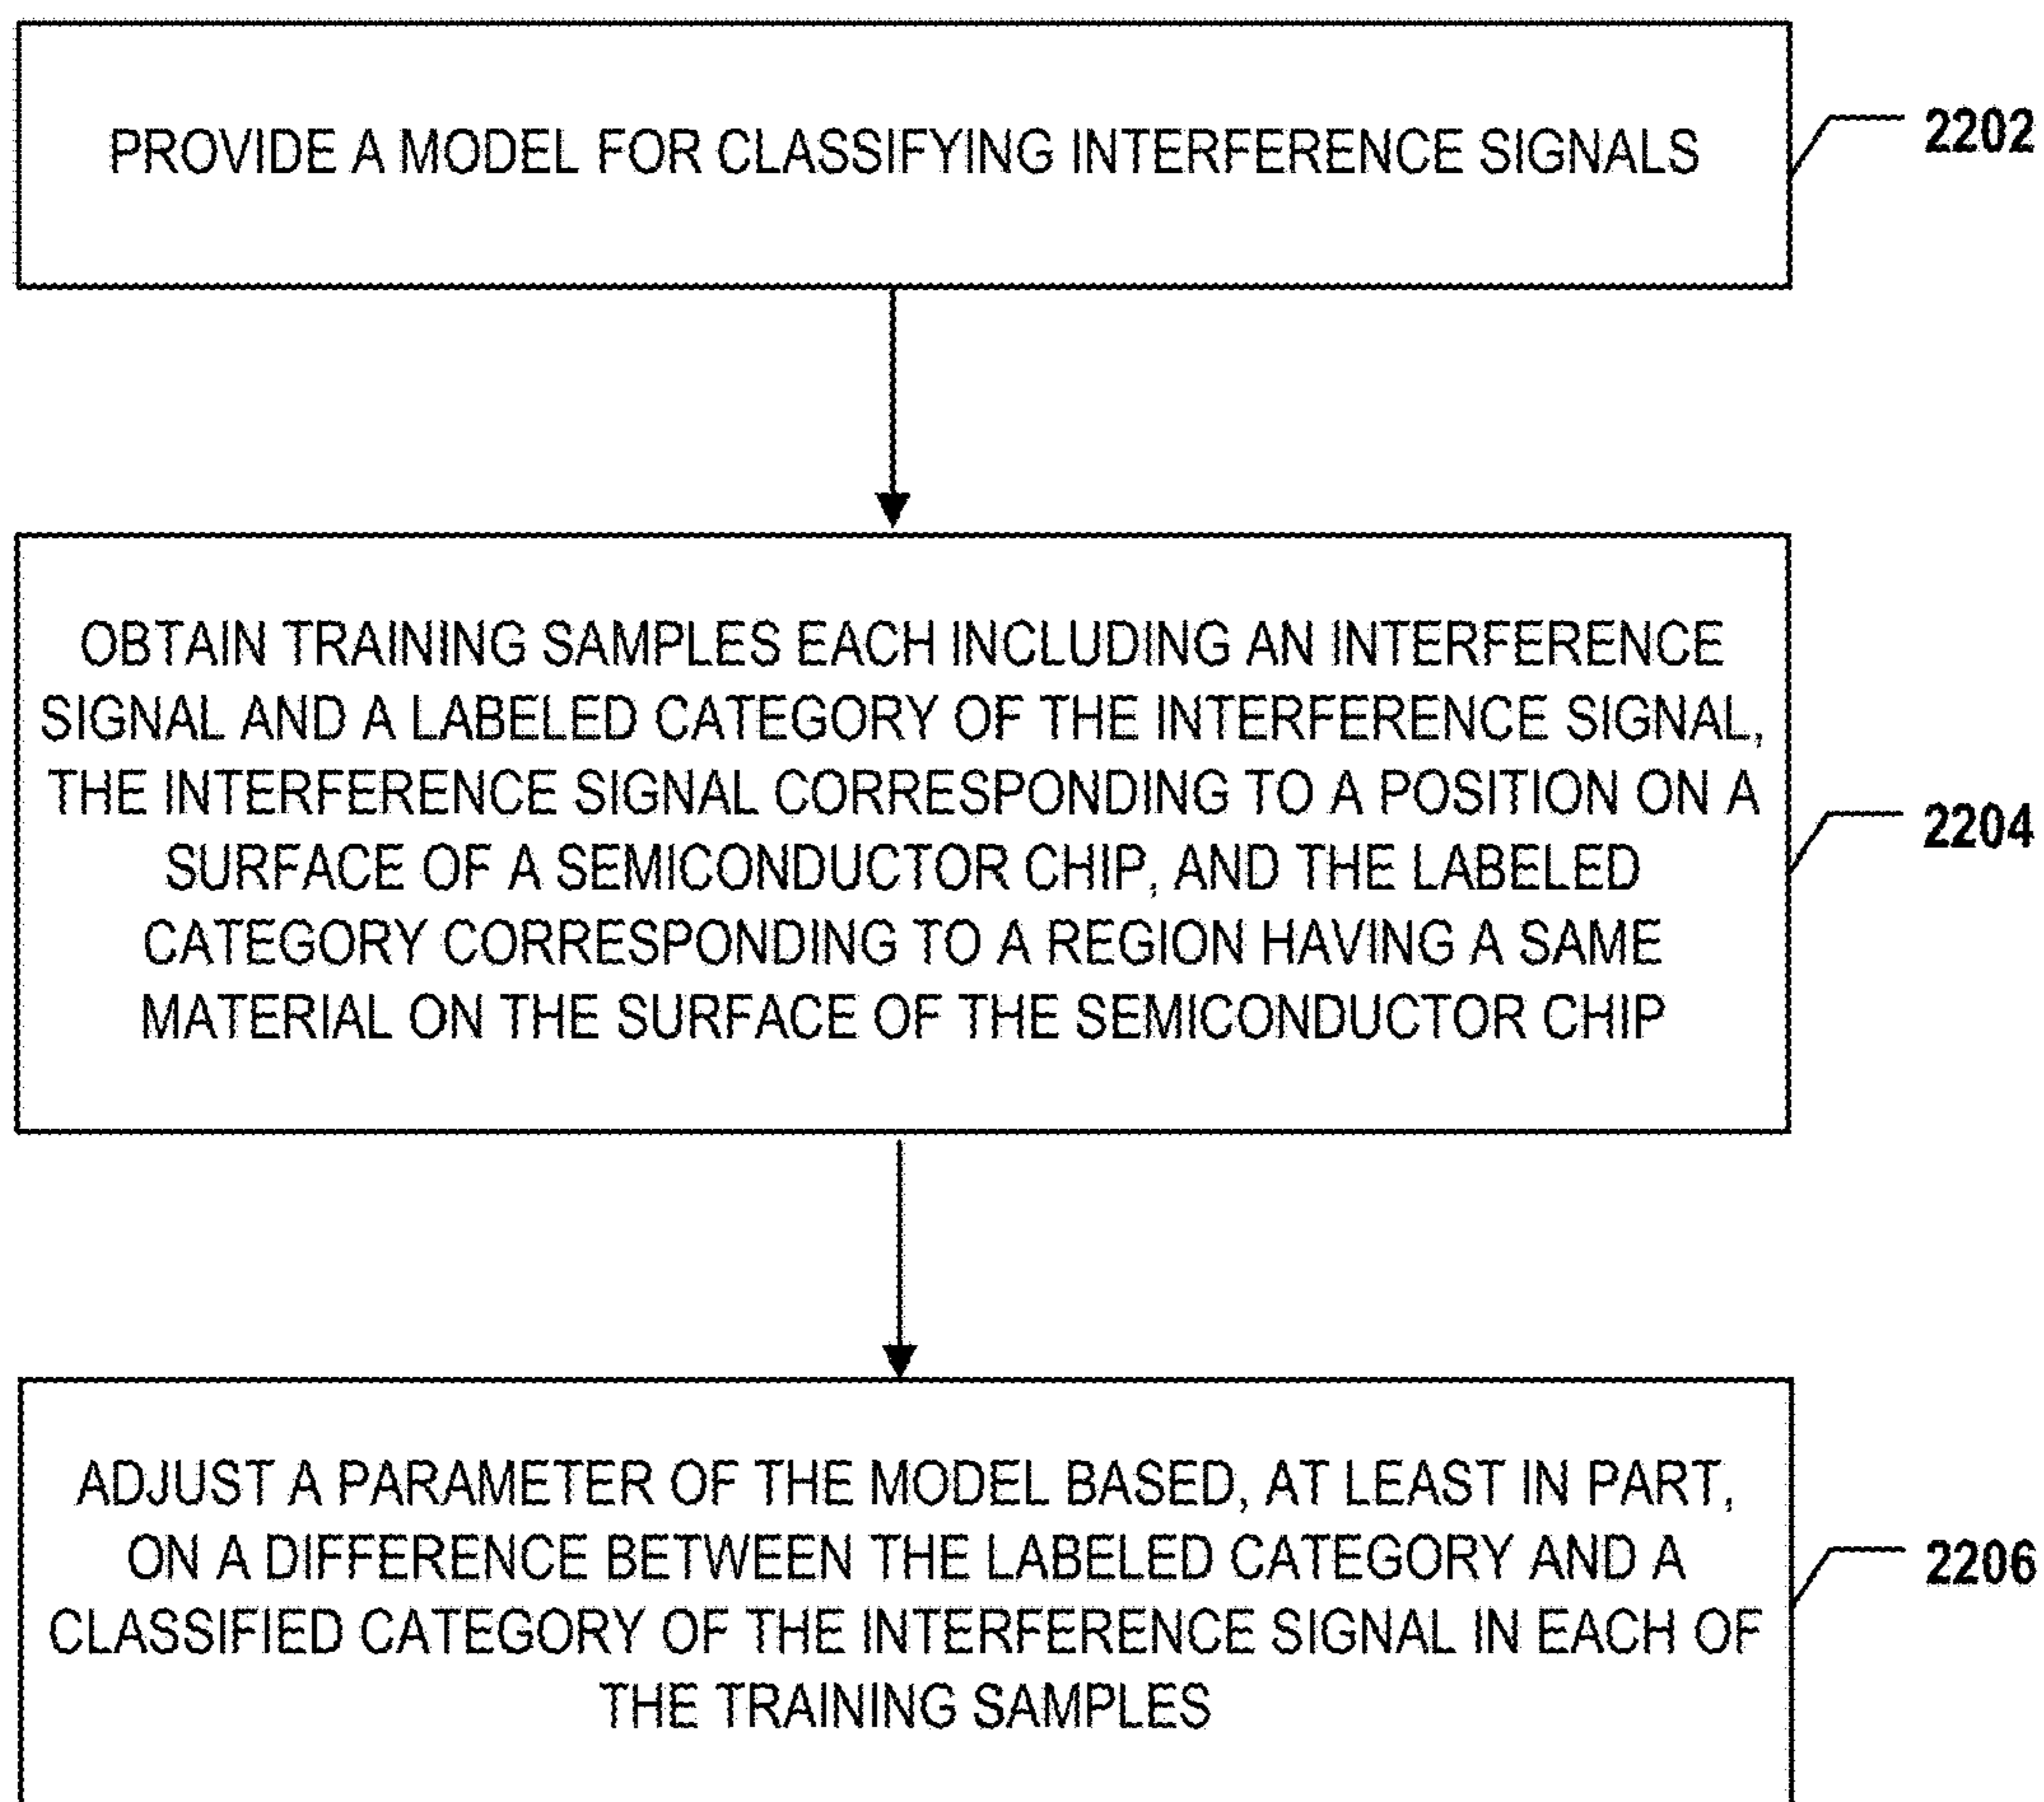 PROVIDE A MODEL FOR CLASSIFYING INTERFERENCE SIGNALS
2202
OBTAIN TRAINING SAMPLES EACH INCLUDING AN INTERFERENCE
SIGNAL AND A LABELED CATEGORY OF THE INTERFERENCE SIGNAL,
THE INTERFERENCE SIGNAL CORRESPONDING TO A POSITION ON A
SURFACE OF A SEMICONDUCTOR CHIP, AND THE LABELED
CATEGORY CORRESPONDING TO A REGION HAVING A SAME
MATERIAL ON THE SURFACE OF THE SEMICONDUCTOR CHIP
2204
ADJUST A PARAMETER OF THE MODEL BASED, AT LEAST IN PART,
ON A DIFFERENCE BETWEEN THE LABELED CATEGORY AND A
CLASSIFIED CATEGORY OF THE INTERFERENCE SIGNAL IN EACH OF
THE TRAINING SAMPLES
2206